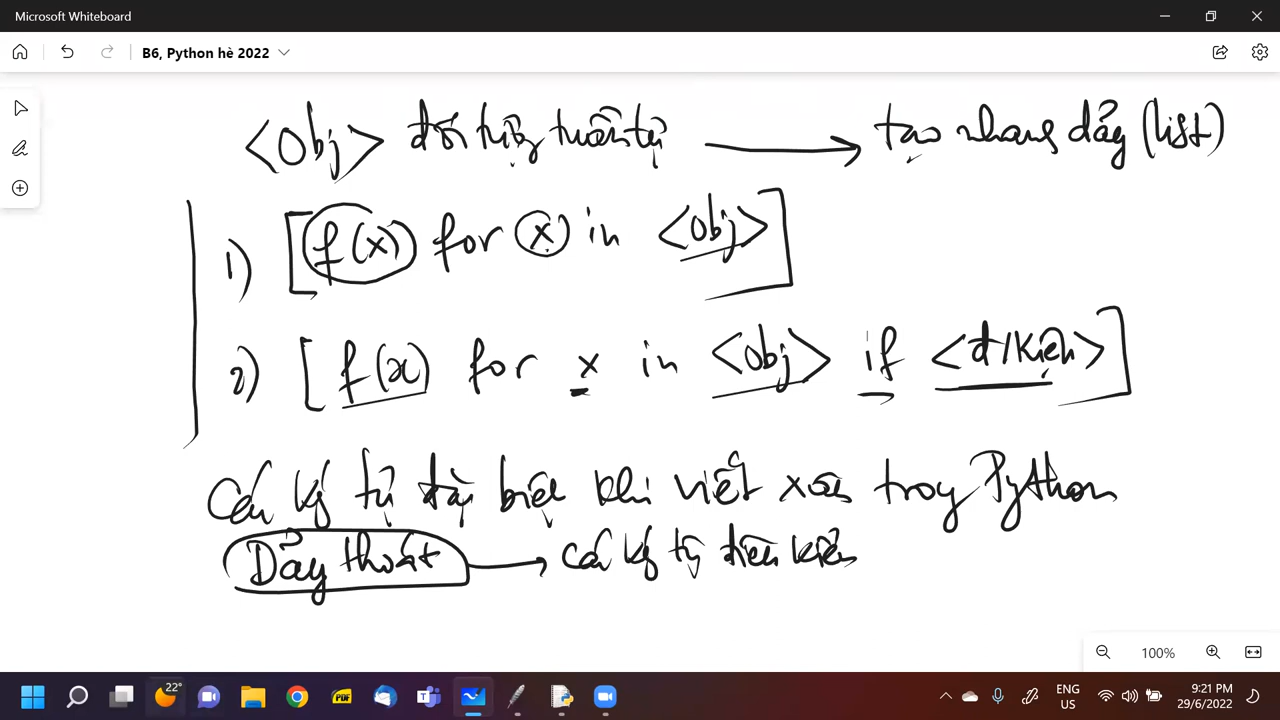 Microsoft Whiteboard
B6, Python hè 2022
<Obj> đối tượng tuần tự → tạo nhanh dãy (list)
1) [f(x) for x in <Obj>]
2) [f(x) for x in <Obj> if <đ/kiện>]
Các ký tự đặc biệt khi viết xâu trong Python
Dãy thoát → các ký tự điều khiển
100%
22°
PDF
ENG
US
9:21 PM
29/6/2022